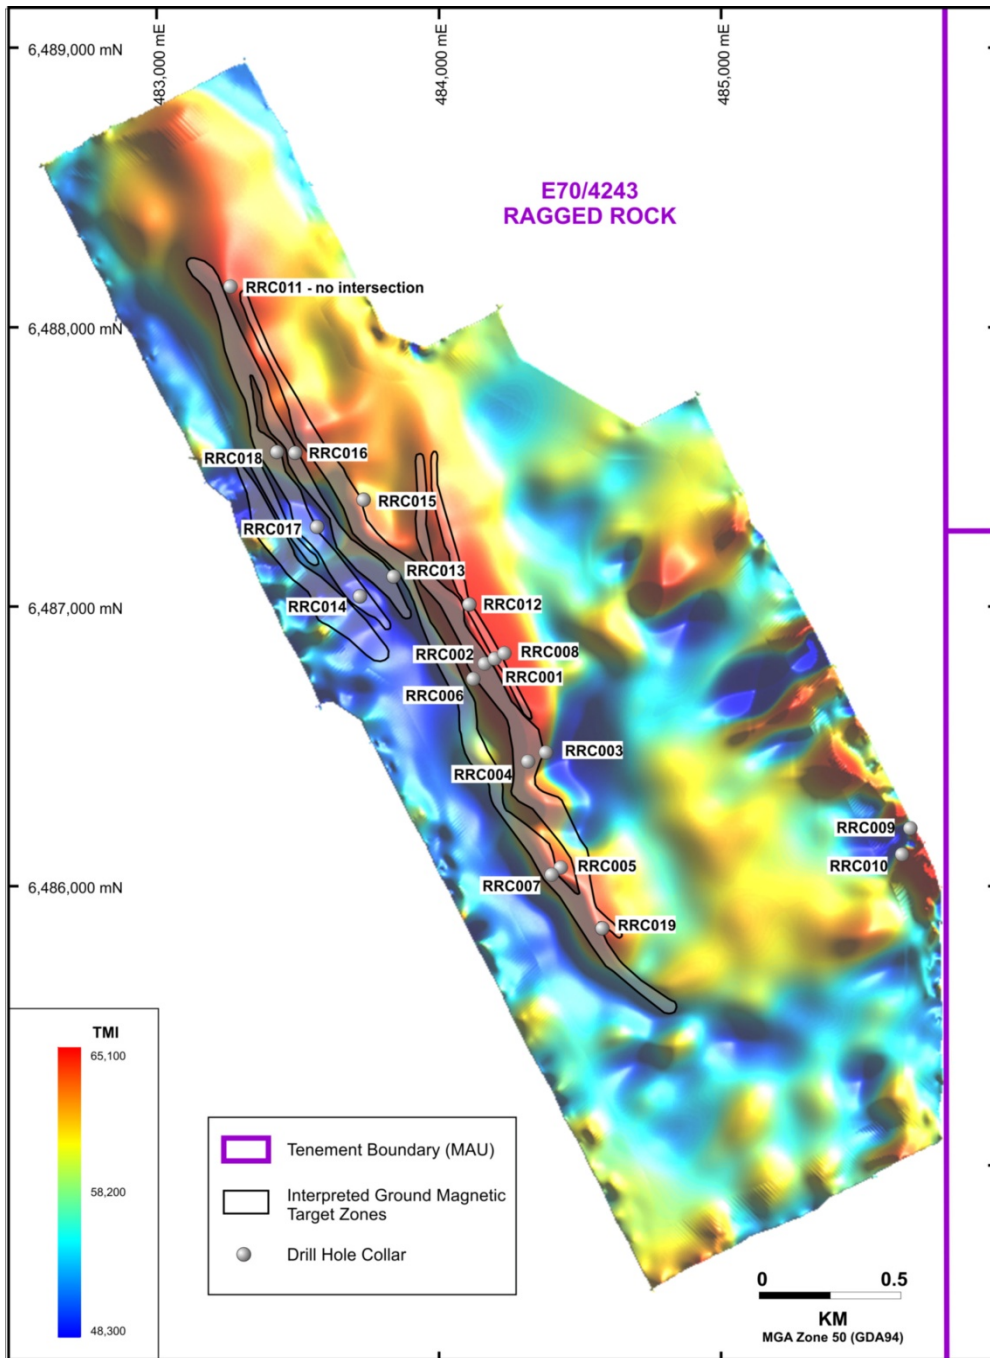 483,000 mE
484,000 mE
485,000 mE
6,489,000 mN
E70/4243
RAGGED ROCK
RRC011 - no intersection
6,488,000 mN
RRC016
RRC018
RRC015
RRC017
RRC013
RRC014
RRC012
6,487,000 mN
RRC002
RRC008
RRC001
RRC006
RRC003
RRC004
RRC009
RRC010
RRC005
RRC007
6,486,000 mN
RRC019
TMI
65,100
58,200
48,300
Tenement Boundary (MAU)
Interpreted Ground Magnetic
Target Zones
Drill Hole Collar
0 0.5
KM
MGA Zone 50 (GDA94)